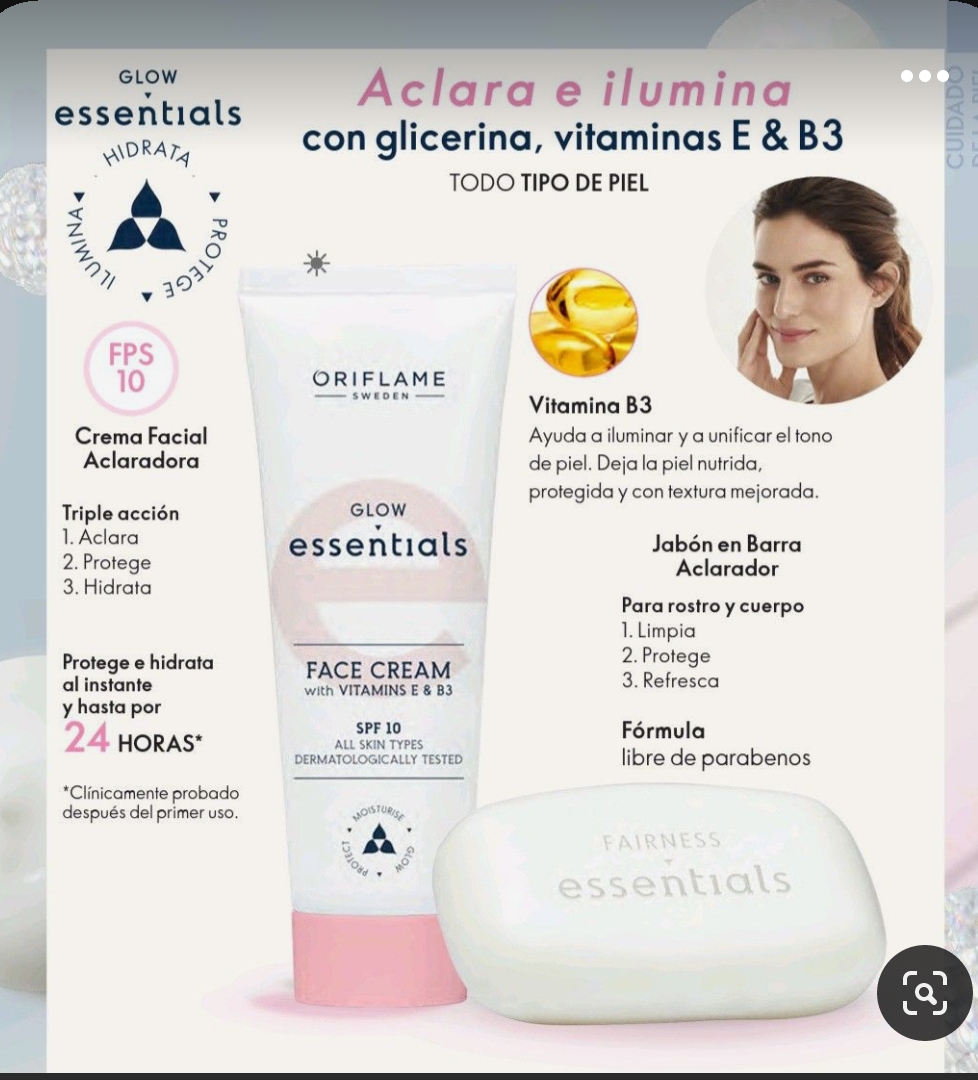 GLOW
essentials
HIDRATA
PROTEGE
ILUMINA
Aclara e ilumina
con glicerina, vitaminas E & B3
TODO TIPO DE PIEL
CUIDADO
FPS
10
Crema Facial
Aclaradora
Triple acción
1. Aclara
2. Protege
3. Hidrata
Protege e hidrata
al instante
y hasta por
24 HORAS*
*Clínicamente probado
después del primer uso.
ORIFLAME
SWEDEN
GLOW
essentials
FACE CREAM
with VITAMINS E & B3
SPF 10
ALL SKIN TYPES
DERMATOLOGICALLY TESTED
MOISTURISE
GLOW
PROTECT
Vitamina B3
Ayuda a iluminar y a unificar el tono
de piel. Deja la piel nutrida,
protegida y con textura mejorada.
Jabón en Barra
Aclarador
Para rostro y cuerpo
1. Limpia
2. Protege
3. Refresca
Fórmula
libre de parabenos
FAIRNESS
essentials